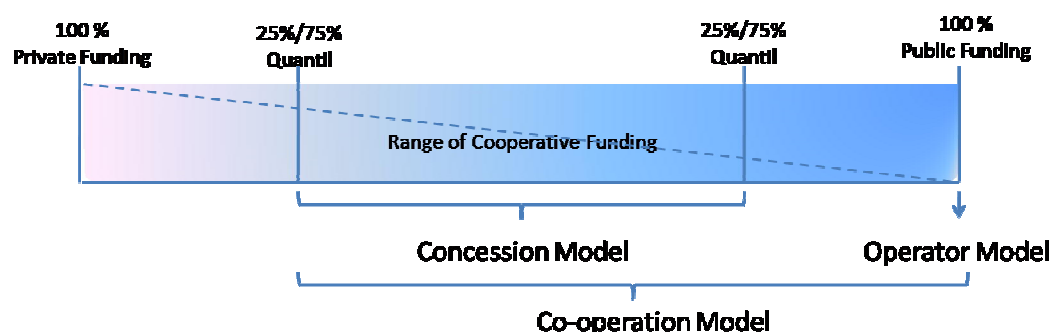 100 %
Private Funding
25%/75%
Quantil
25%/75%
Quantil
100 %
Public Funding
Range of Cooperative Funding
Concession Model
Operator Model
Co-operation Model